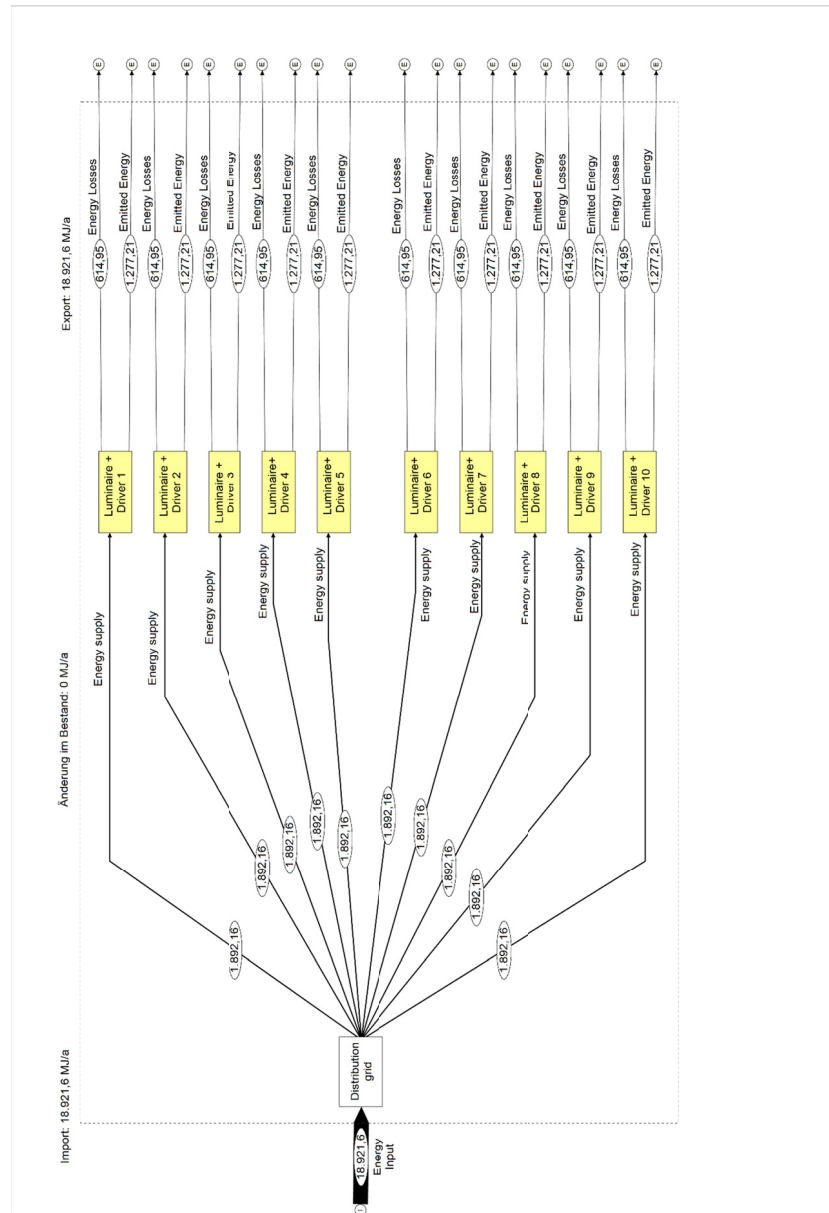 Import: 18.921,6 MJ/a
Änderung im Bestand: 0 MJ/a
Export: 18.921,6 MJ/a
I
18.921,6
Energy
Input
Distribution
grid
1.892,16
Energy supply
Luminaire +
Driver 1
614,95
Energy Losses
E
1.277,21
Emitted Energy
E
1.892,16
Energy supply
Luminaire +
Driver 2
614,95
Energy Losses
E
1.277,21
Emitted Energy
E
1.892,16
Energy supply
Luminaire +
Driver 3
614,95
Energy Losses
E
1.277,21
Emitted Energy
E
1.892,16
Energy supply
Luminaire+
Driver 4
614,95
Energy Losses
E
1.277,21
Emitted Energy
E
1.892,16
Energy supply
Luminaire+
Driver 5
614,95
Energy Losses
E
1.277,21
Emitted Energy
E
1.892,16
Energy supply
Luminaire+
Driver 6
614,95
Energy Losses
E
1.277,21
Emitted Energy
E
1.892,16
Energy supply
Luminaire+
Driver 7
614,95
Energy Losses
E
1.277,21
Emitted Energy
E
1.892,16
Energy supply
Luminaire +
Driver 8
614,95
Energy Losses
E
1.277,21
Emitted Energy
E
1.892,16
Energy supply
Luminaire +
Driver 9
614,95
Energy Losses
E
1.277,21
Emitted Energy
E
1.892,16
Energy supply
Luminaire +
Driver 10
614,95
Energy Losses
E
1.277,21
Emitted Energy
E